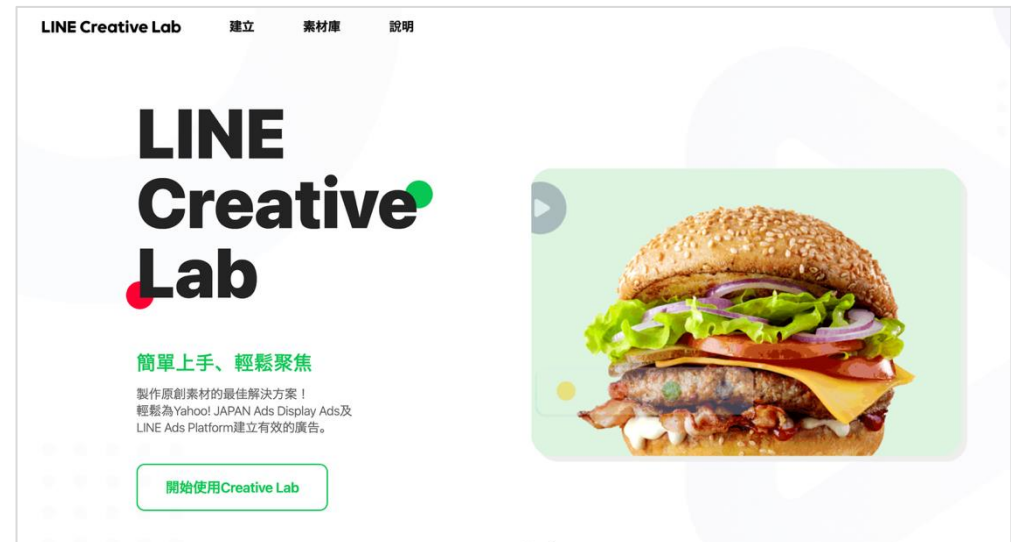 LINE Creative Lab 建立 素材庫 說明
LINE
Creative
Lab
簡單上手、輕鬆聚焦
製作原創素材的最佳解決方案！
輕鬆為Yahoo! JAPAN Ads Display Ads及
LINE Ads Platform建立有效的廣告。
開始使用Creative Lab